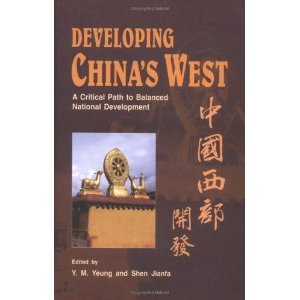 DEVELOPING
CHINA'S WEST
A Critical Path to Balanced
National Development
中國西部
開發
Edited by
Y. M. Yeung and Shen Jianfa